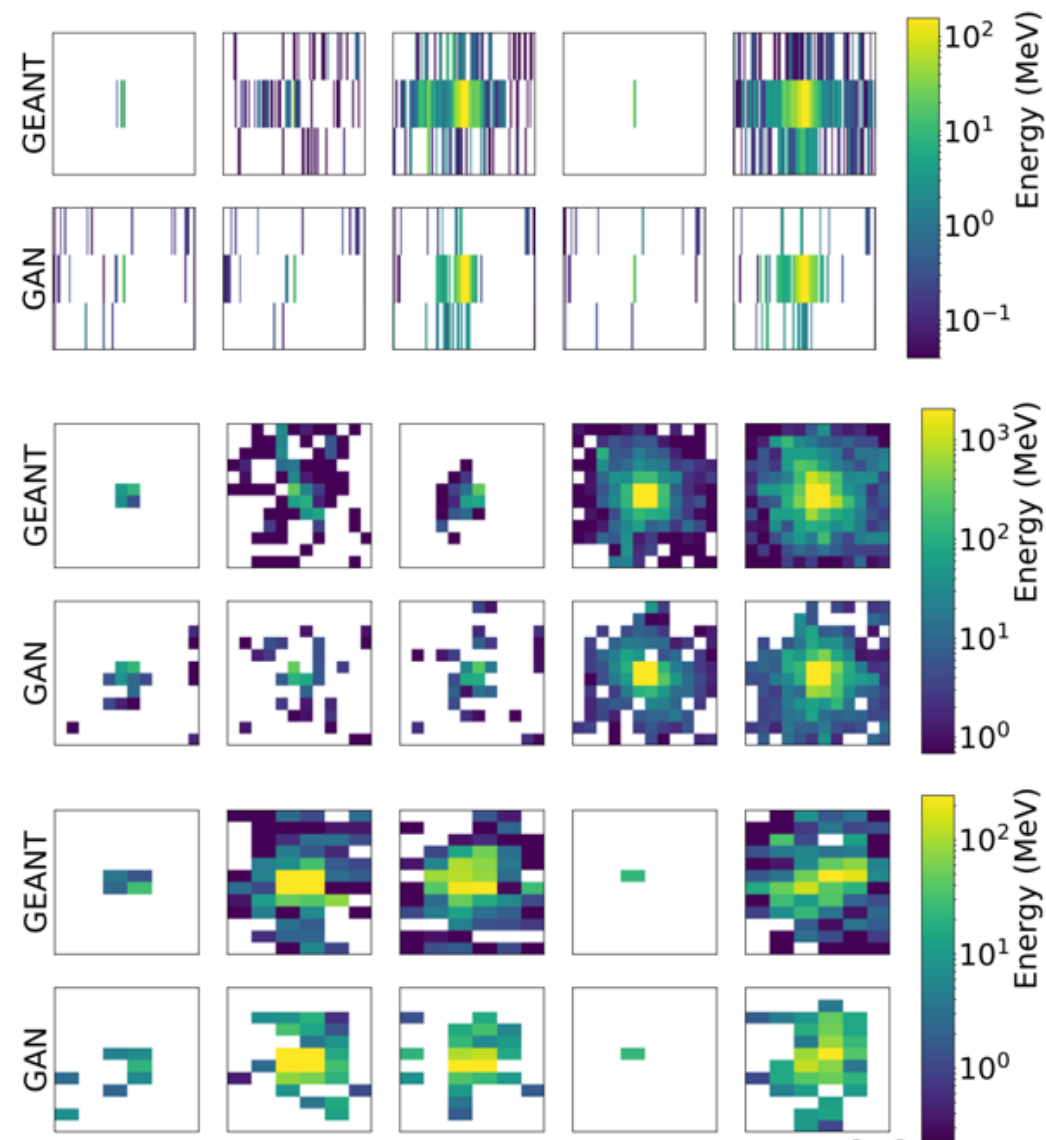 GEANT
GAN
10²
10¹
10⁰
10⁻¹
Energy (MeV)
GEANT
GAN
10³
10²
10¹
10⁰
Energy (MeV)
GEANT
GAN
10²
10¹
10⁰
Energy (MeV)